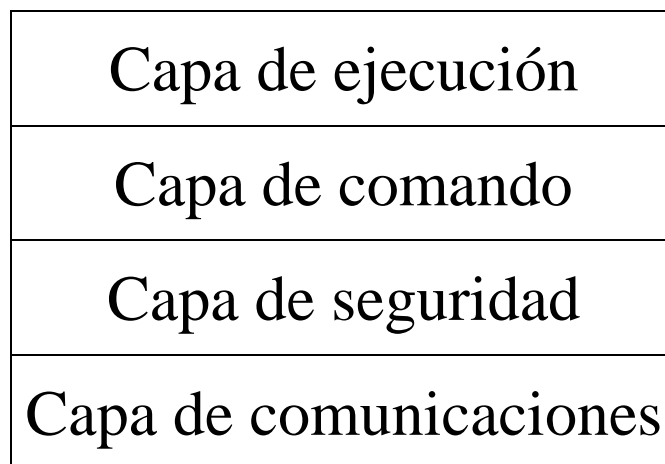 Capa de ejecución
Capa de comando
Capa de seguridad
Capa de comunicaciones